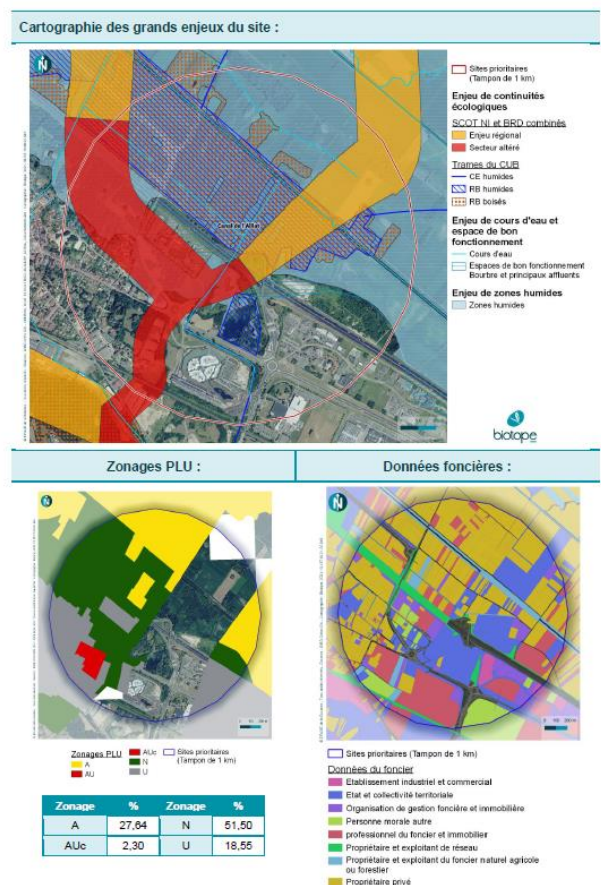 Cartographie des grands enjeux du site :
N
Canal de l'Allier
Sites prioritaires
(Tampon de 1 km)
Enjeu de continuités
écologiques
SCOT NI et BRD combinés
Enjeu régional
Secteur altéré
Trames du CUB
CE humides
RB humides
RB boisés
Enjeu de cours d'eau et
espace de bon
fonctionnement
Cours d'eau
Espaces de bon fonctionnement
Bourbre et principaux affluents
Enjeu de zones humides
Zones humides
biotope
Zonages PLU :
Données foncières :
N
N
Zonages PLU
A
AU
AUc
N
U
Sites prioritaires
(Tampon de 1 km)
Zonage % Zonage %
A 27,64 N 51,50
AUc 2,30 U 18,55
Sites prioritaires (Tampon de 1 km)
Données du foncier
Etablissement industriel et commercial
Etat et collectivité territoriale
Organisation de gestion foncière et immobilière
Personne morale autre
professionnel du foncier et immobilier
Propriétaire et exploitant de réseau
Propriétaire et exploitant du foncier naturel agricole
ou forestier
Propriétaire privé